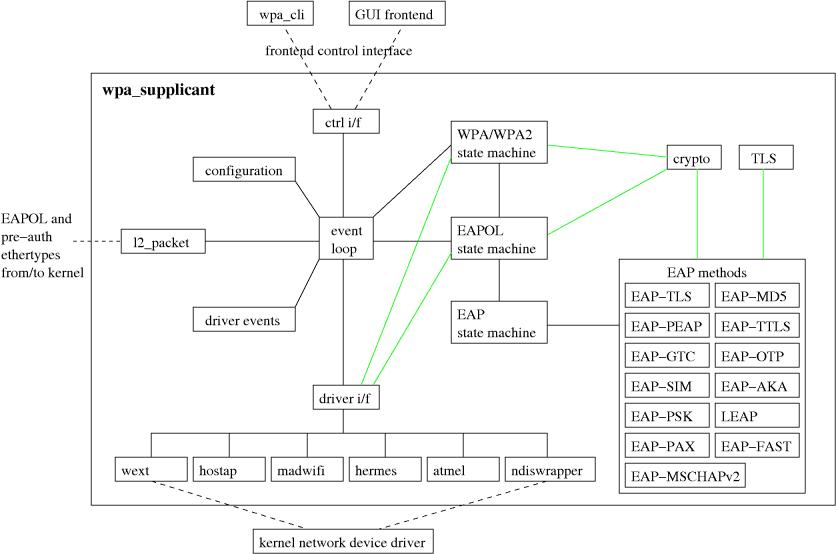 wpa_cli
GUI frontend
frontend control interface
wpa_supplicant
ctrl i/f
WPA/WPA2
state machine
crypto
TLS
configuration
EAPOL and
pre−auth
ethertypes
from/to kernel
l2_packet
event
loop
EAPOL
state machine
driver events
EAP
state machine
EAP methods
EAP−TLS
EAP−MD5
EAP−PEAP
EAP−TTLS
EAP−GTC
EAP−OTP
EAP−SIM
EAP−AKA
EAP−PSK
LEAP
EAP−PAX
EAP−FAST
EAP−MSCHAPv2
driver i/f
wext
hostap
madwifi
hermes
atmel
ndiswrapper
kernel network device driver